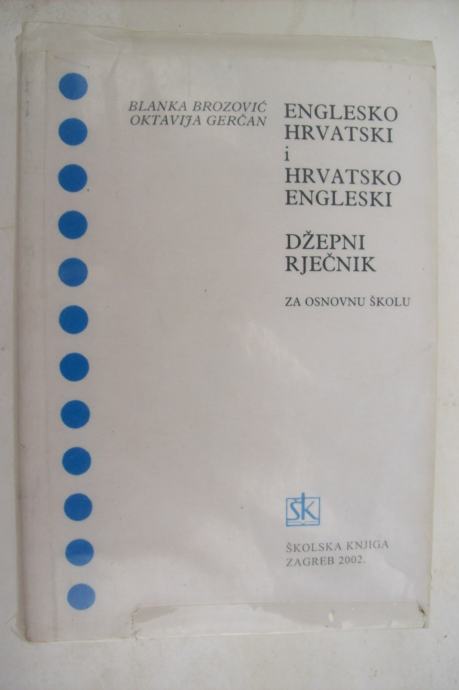 BLANKA BROZOVIĆ
OKTAVIJA GERČAN
ENGLESKO
HRVATSKI
i
HRVATSKO
ENGLESKI
DŽEPNI
RJEČNIK
ZA OSNOVNU ŠKOLU
šk
ŠKOLSKA KNJIGA
ZAGREB 2002.